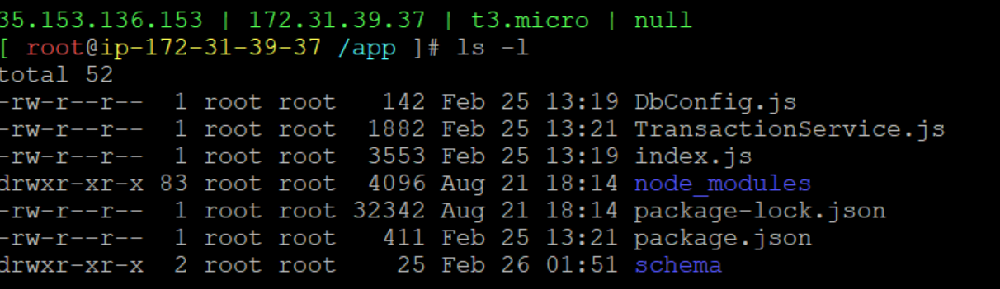 35.153.136.153 | 172.31.39.37 | t3.micro | null
[ root@ip-172-31-39-37 /app ]# ls -l
total 52
-rw-r--r--  1 root root   142 Feb 25 13:19 DbConfig.js
-rw-r--r--  1 root root  1882 Feb 25 13:21 TransactionService.js
-rw-r--r--  1 root root  3553 Feb 25 13:19 index.js
drwxr-xr-x 83 root root  4096 Aug 21 18:14 node_modules
-rw-r--r--  1 root root 32342 Aug 21 18:14 package-lock.json
-rw-r--r--  1 root root   411 Feb 25 13:21 package.json
drwxr-xr-x  2 root root    25 Feb 26 01:51 schema